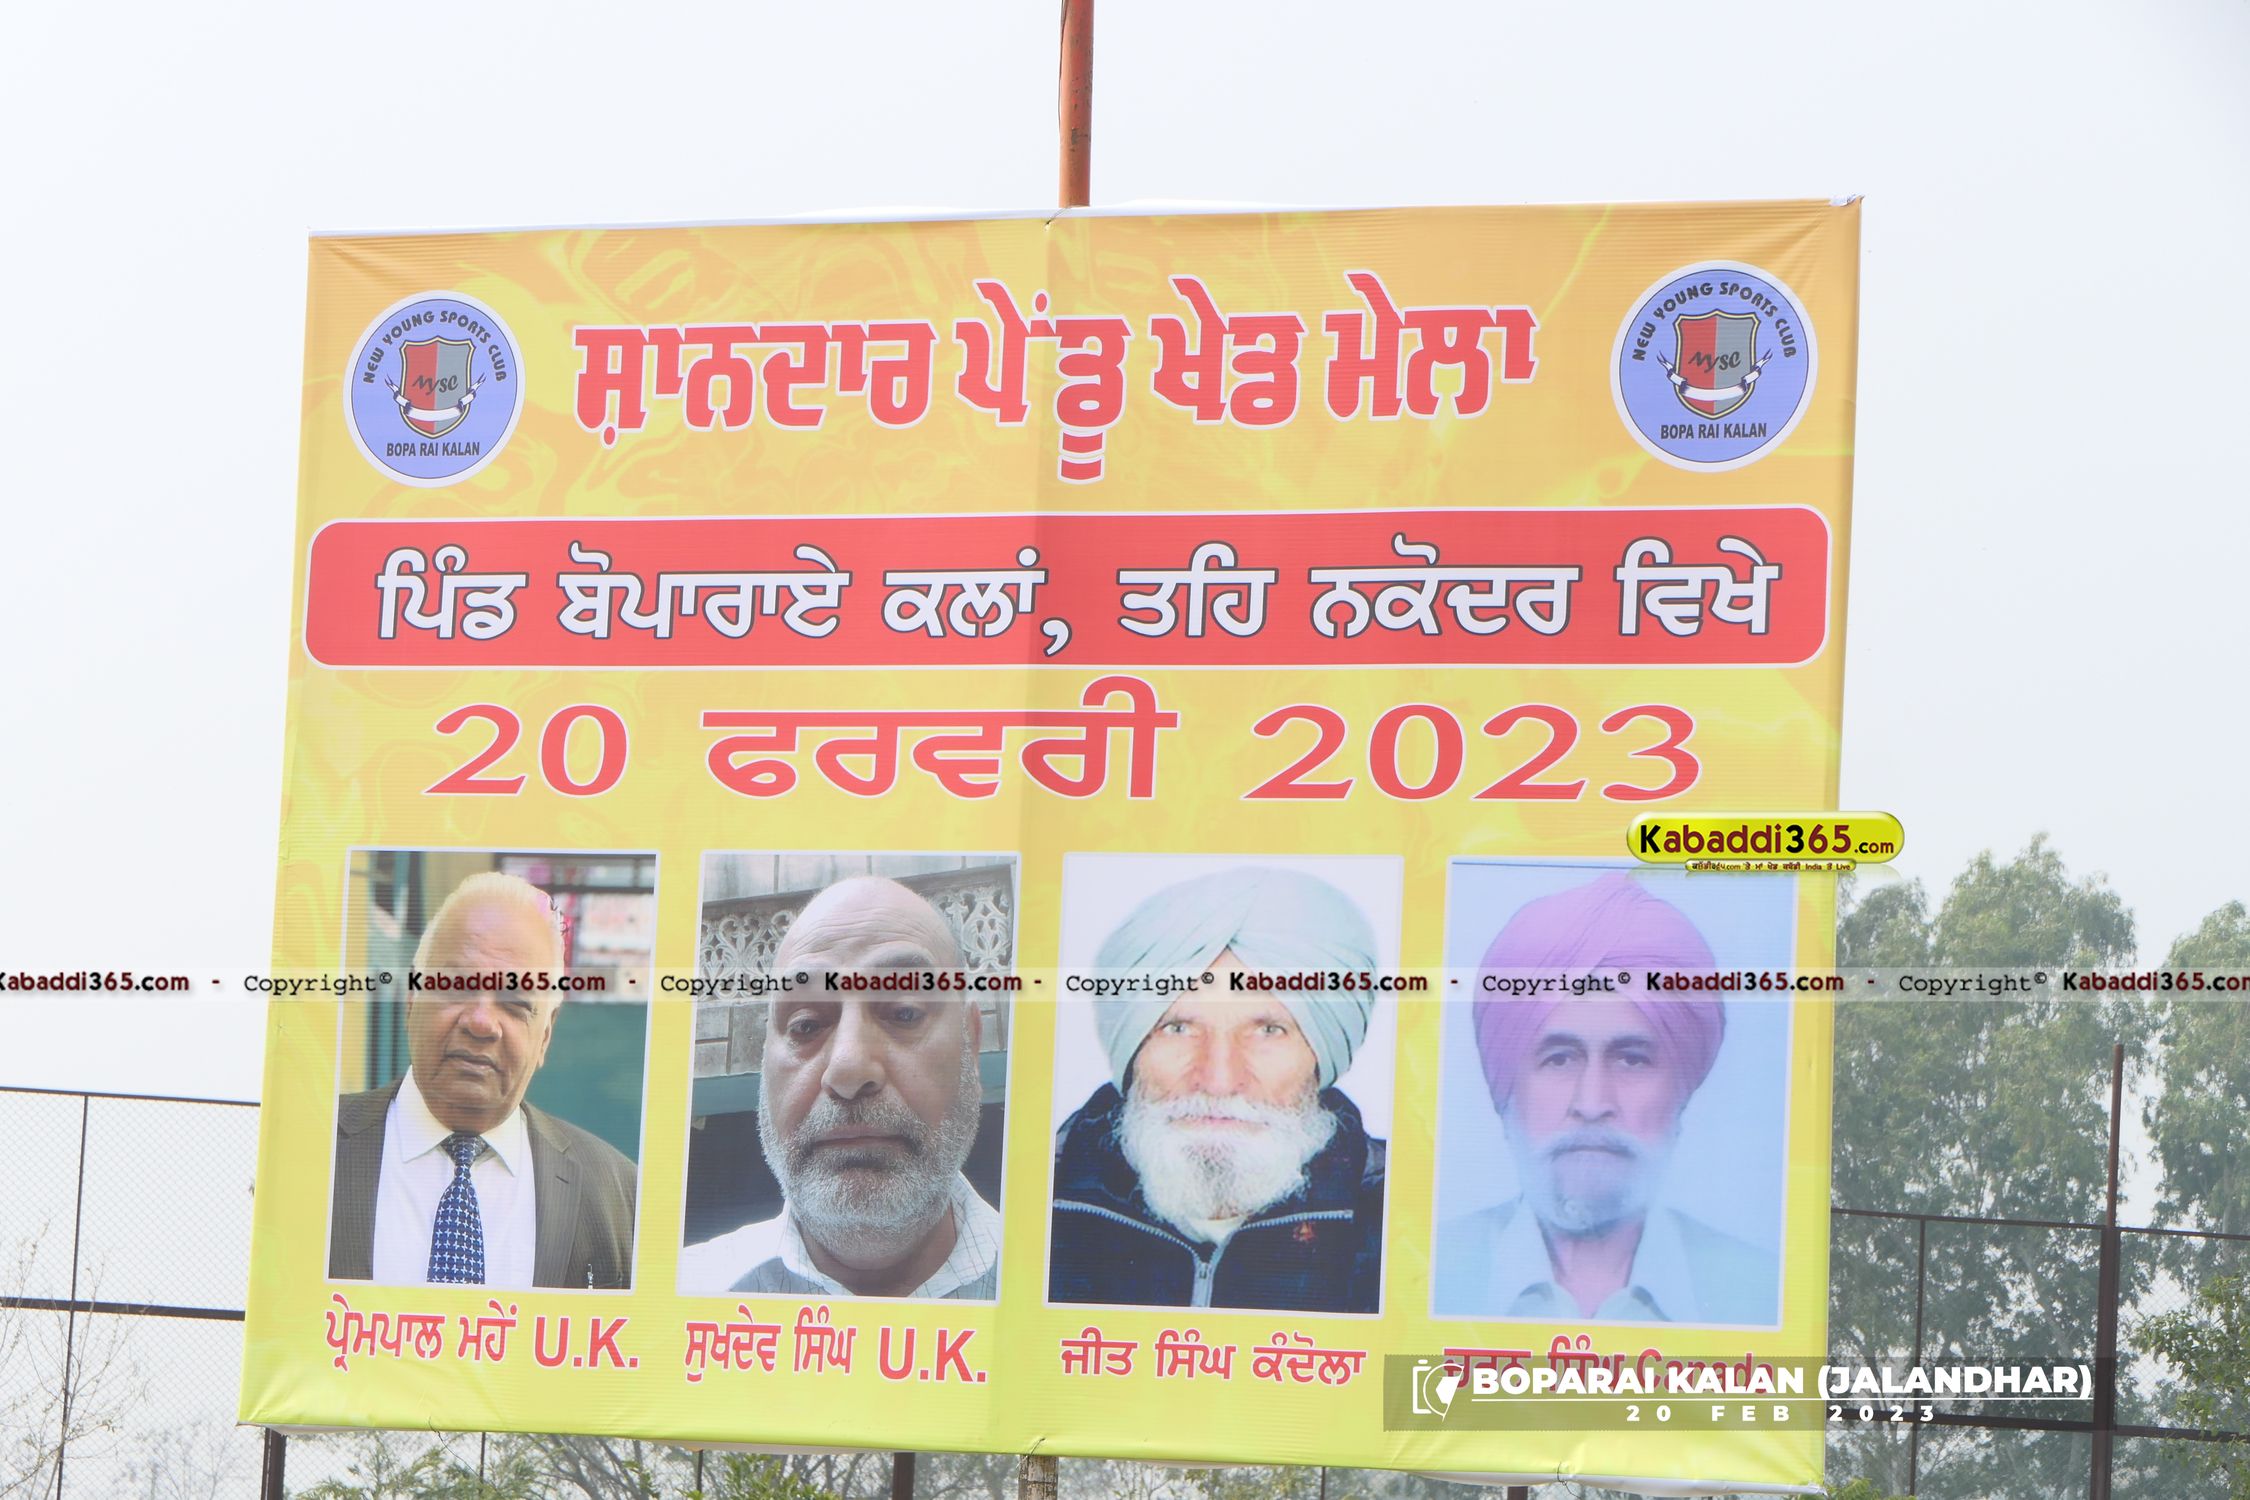 NEW YOUNG SPORTS CLUB
NYSC
BOPA RAI KALAN
ਸ਼ਾਨਦਾਰ ਪੇਂਡੂ ਖੇਡ ਮੇਲਾ
NEW YOUNG SPORTS CLUB
NYSC
BOPA RAI KALAN
ਪਿੰਡ ਬੋਪਾਰਾਏ ਕਲਾਂ, ਤਹਿ ਨਕੋਦਰ ਵਿਖੇ
20 ਫਰਵਰੀ 2023
Kabaddi365.com
Kabaddi365.com - Copyright© Kabaddi365.com - Copyright© Kabaddi365.com - Copyright© Kabaddi365.com - Copyright© Kabaddi365.com - Copyright© Kabaddi365.com
ਪ੍ਰੇਮਪਾਲ ਮਹੇਂ U.K.
ਸੁਖਦੇਵ ਸਿੰਘ U.K.
ਜੀਤ ਸਿੰਘ ਕੰਦੋਲਾ
ਸਿੰਘ Canada
BOPARAI KALAN (JALANDHAR)
20 FEB 2023